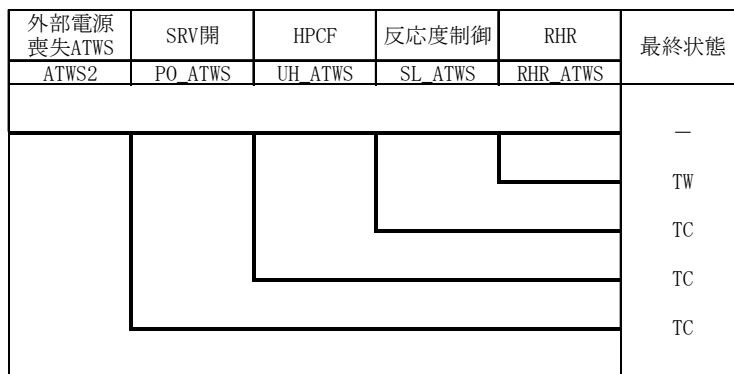 外部電源
喪失ATWS
SRV開
HPCF
反応度制御
RHR
最終状態
ATWS2
PO_ATWS
UH_ATWS
SL_ATWS
RHR_ATWS
－
TW
TC
TC
TC